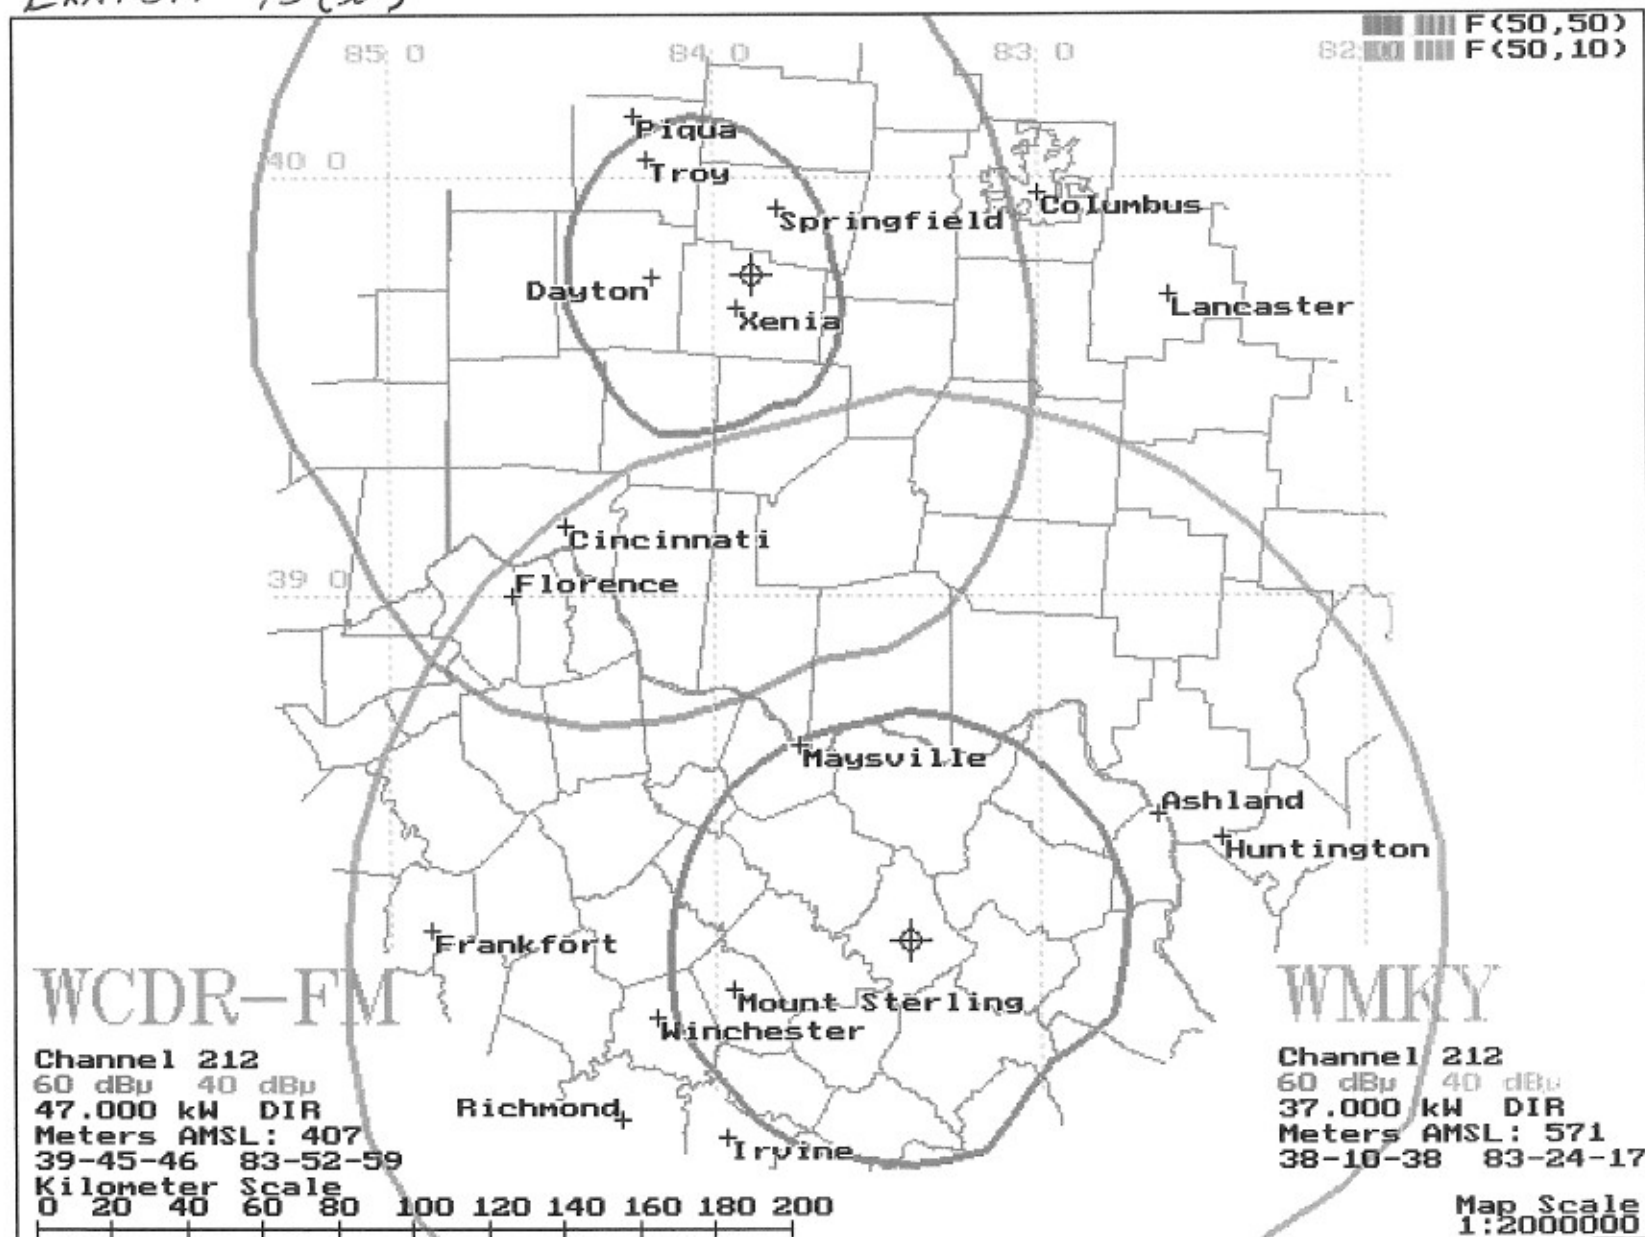 F(50,50)
85 0 84 0 83 0 82
F(50,10)
Piqua
40 0
Troy
Columbus
Springfield
Dayton
Lancaster
Xenia
Cincinnati
39 0
Florence
Maysville
Ashland
Huntington
Frankfort
WCDR-FM
WMKY
Mount Sterling
Winchester
Channel 212
60 dBµ 40 dBµ
47.000 kW DIR
Meters AMSL: 407
39-45-46 83-52-59
Kilometer Scale
0 20 40 60 80 100 120 140 160 180 200
Richmond
Irvine
Channel 212
60 dBµ 40 dBµ
37.000 kW DIR
Meters AMSL: 571
38-10-38 83-24-17
Map Scale
1:2000000